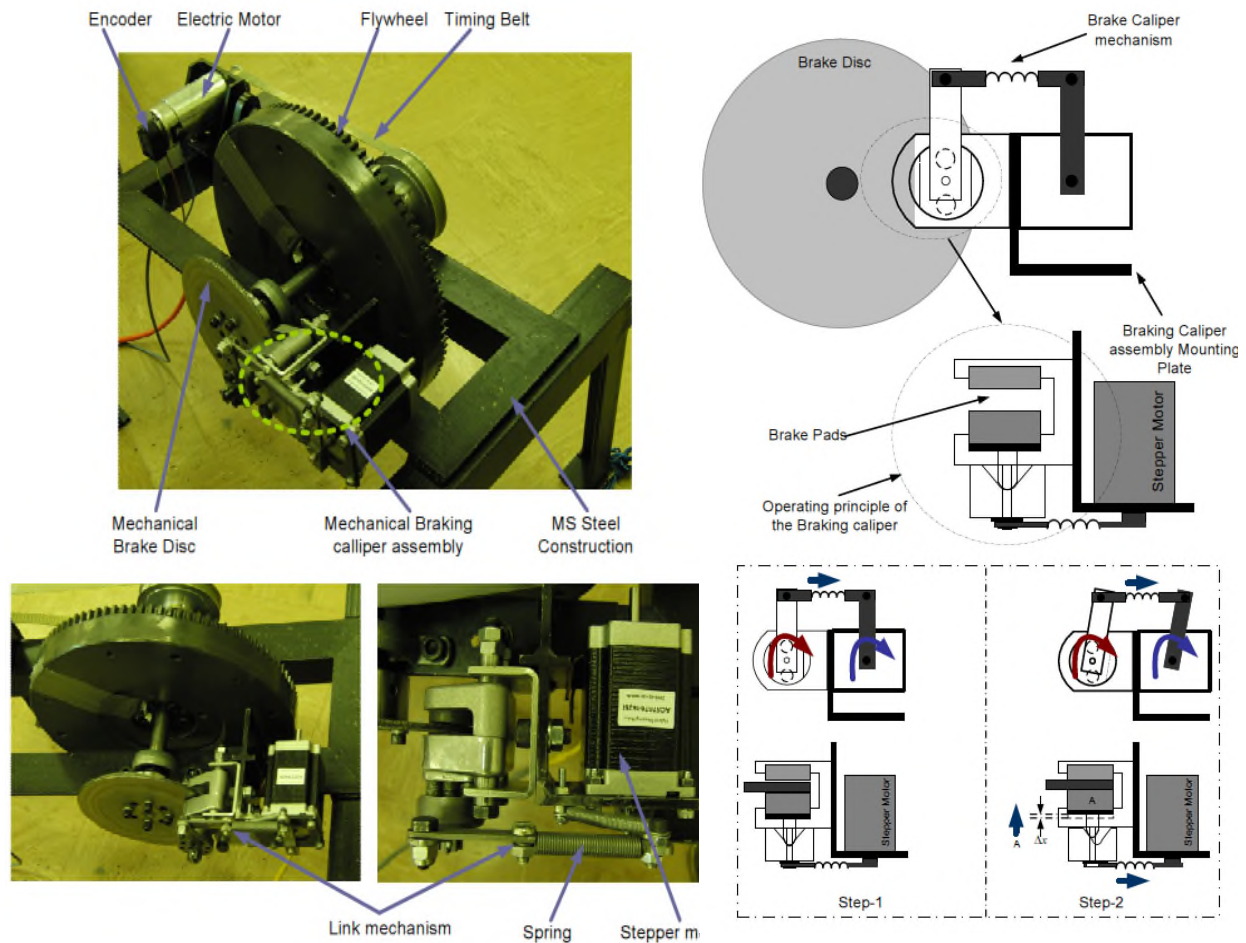 Encoder
Electric Motor
Flywheel
Timing Belt
Mechanical
Brake Disc
Mechanical Braking
calliper assembly
MS Steel
Construction
Brake Caliper
mechanism
Brake Disc
Braking Caliper
assembly Mounting
Plate
Brake Pads
Operating principle of
the Braking caliper
Stepper Motor
Link mechanism
Spring
Stepper m
Stepper Motor
A
Step-1
A
Δx
A
Stepper Motor
Step-2